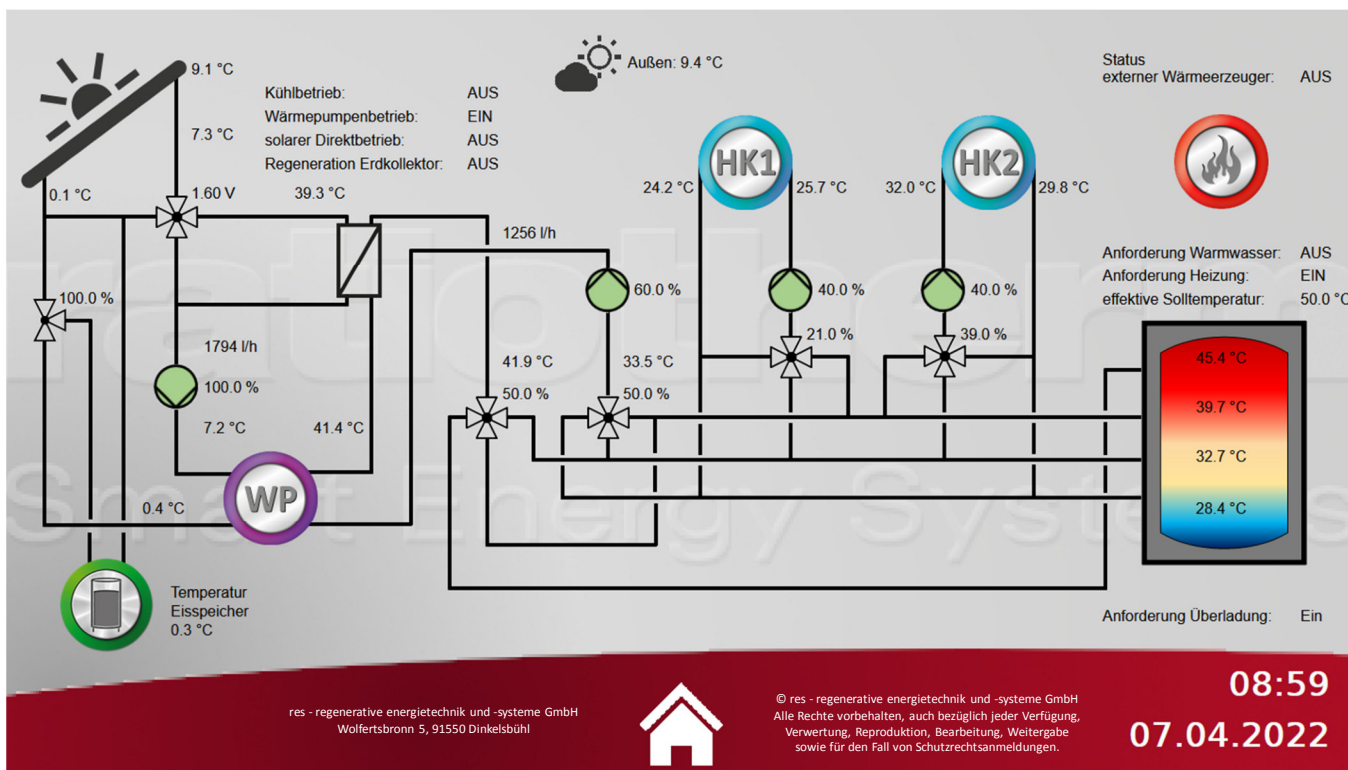 9.1 °C
Außen: 9.4 °C
Status
externer Wärmeerzeuger: AUS
Kühlbetrieb: AUS
Wärmepumpenbetrieb: EIN
solarer Direktbetrieb: AUS
Regeneration Erdkollektor: AUS
7.3 °C
HK1
HK2
0.1 °C
1.60 V
39.3 °C
24.2 °C
25.7 °C
32.0 °C
29.8 °C
1256 l/h
Anforderung Warmwasser: AUS
Anforderung Heizung: EIN
effektive Solltemperatur: 50.0 °C
ratiotherm
100.0 %
60.0 %
40.0 %
40.0 %
21.0 %
39.0 %
1794 l/h
41.9 °C
33.5 °C
45.4 °C
100.0 %
50.0 %
50.0 %
39.7 °C
7.2 °C
41.4 °C
32.7 °C
WP
Smart Energy Systems
0.4 °C
28.4 °C
Temperatur
Eisspeicher
0.3 °C
Anforderung Überladung: Ein
res - regenerative energietechnik und -systeme GmbH
Wolfertsbronn 5, 91550 Dinkelsbühl
© res - regenerative energietechnik und -systeme GmbH
Alle Rechte vorbehalten, auch bezüglich jeder Verfügung,
Verwertung, Reproduktion, Bearbeitung, Weitergabe
sowie für den Fall von Schutzrechtsanmeldungen.
08:59
07.04.2022